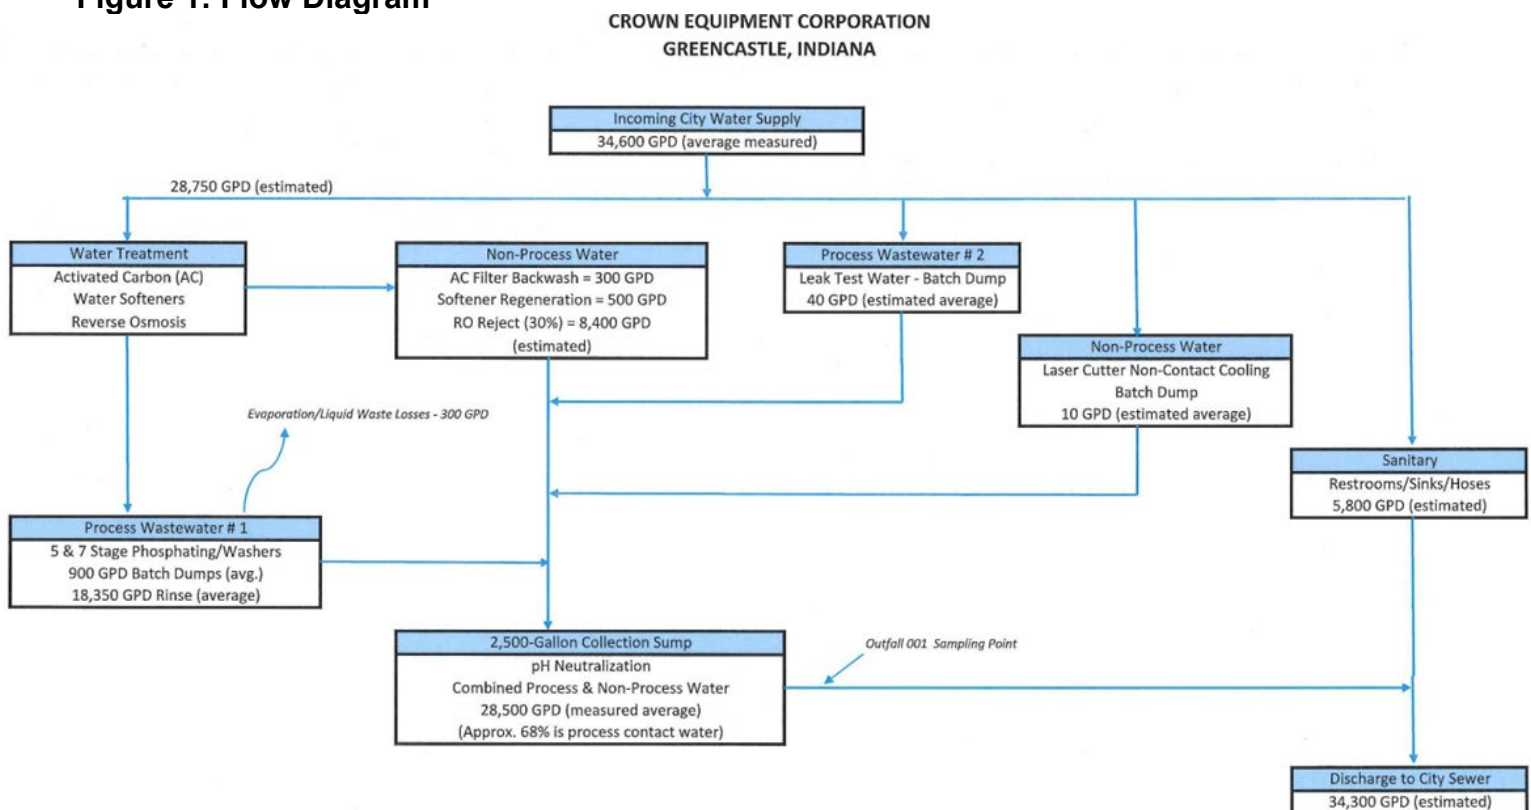 Figure 1: Flow Diagram
CROWN EQUIPMENT CORPORATION
GREENCASTLE, INDIANA
Incoming City Water Supply
34,600 GPD (average measured)
28,750 GPD (estimated)
Water Treatment
Activated Carbon (AC)
Water Softeners
Reverse Osmosis
Non-Process Water
AC Filter Backwash = 300 GPD
Softener Regeneration = 500 GPD
RO Reject (30%) = 8,400 GPD
(estimated)
Process Wastewater # 2
Leak Test Water - Batch Dump
40 GPD (estimated average)
Non-Process Water
Laser Cutter Non-Contact Cooling
Batch Dump
10 GPD (estimated average)
Evaporation/Liquid Waste Losses - 300 GPD
Sanitary
Restrooms/Sinks/Hoses
5,800 GPD (estimated)
Process Wastewater # 1
5 & 7 Stage Phosphating/Washers
900 GPD Batch Dumps (avg.)
18,350 GPD Rinse (average)
2,500-Gallon Collection Sump
pH Neutralization
Combined Process & Non-Process Water
28,500 GPD (measured average)
(Approx. 68% is process contact water)
Outfall 001 Sampling Point
Discharge to City Sewer
34,300 GPD (estimated)